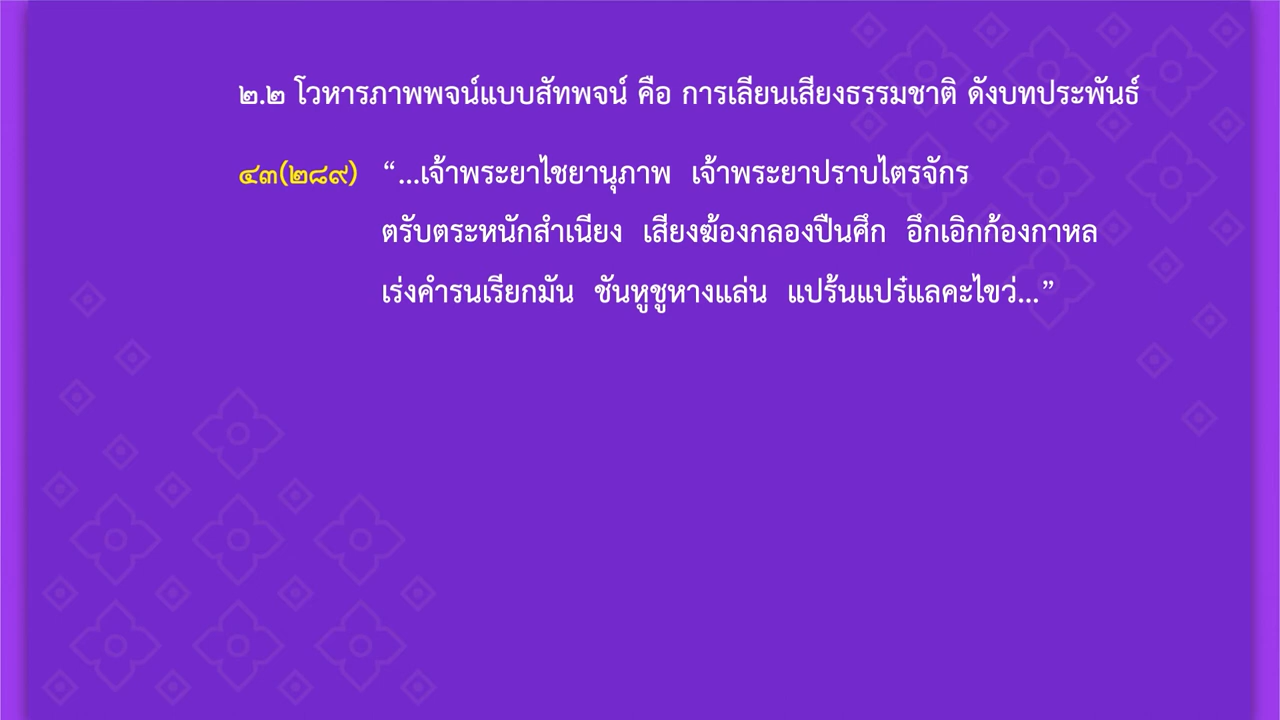 ๒.๒ โวหารภาพพจน์แบบสัทพจน์ คือ การเลียนเสียงธรรมชาติ ดังบทประพันธ์
๔๓(๒๘๙) “...เจ้าพระยาไชยานุภาพ เจ้าพระยาปราบไตรจักร
ตรับตระหนักสำเนียง เสียงฆ้องกลองปืนศึก อึกเอิกก้องกาหล
เร่งคำรนเรียกมัน ชันหูชูหางแล่น แปร้นแปร๋แลคะไขว่...”